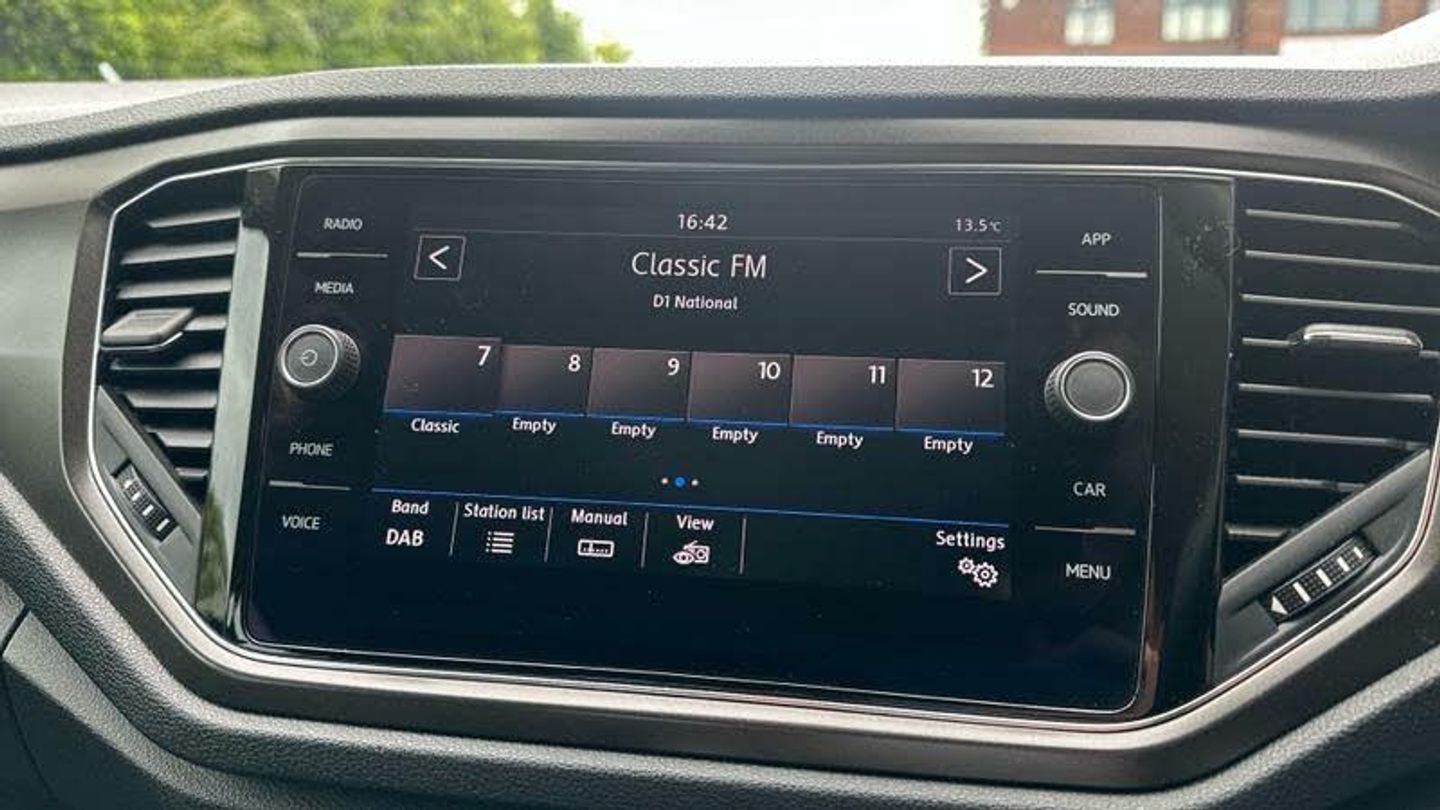 RADIO
MEDIA
PHONE
VOICE
16:42
13.5°C
<
Classic FM
>
D1 National
7 8 9 10 11 12
Classic Empty Empty Empty Empty Empty
Band Station list Manual View Settings
DAB
APP
SOUND
CAR
MENU